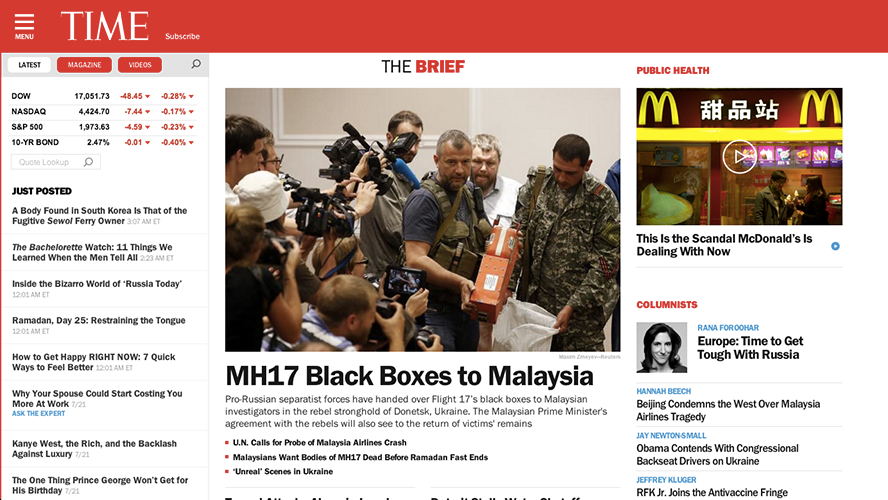 MENU
TIME
Subscribe
LATEST
MAGAZINE
VIDEOS
DOW 17,051.73 -48.45 -0.28%
NASDAQ 4,424.70 -7.44 -0.17%
S&P 500 1,973.63 -4.59 -0.23%
10-YR BOND 2.47% -0.01 -0.40%
Quote Lookup
JUST POSTED
A Body Found in South Korea Is That of the
Fugitive Sewol Ferry Owner 3:07 AM ET
The Bachelorette Watch: 11 Things We
Learned When the Men Tell All 2:23 AM ET
Inside the Bizarro World of ‘Russia Today’
12:01 AM ET
Ramadan, Day 25: Restraining the Tongue
12:01 AM ET
How to Get Happy RIGHT NOW: 7 Quick
Ways to Feel Better 12:01 AM ET
Why Your Spouse Could Start Costing You
More At Work 7/21
ASK THE EXPERT
Kanye West, the Rich, and the Backlash
Against Luxury 7/21
The One Thing Prince George Won’t Get for
His Birthday 7/21
THE BRIEF
Maxim Zmeyev—Reuters
MH17 Black Boxes to Malaysia
Pro-Russian separatist forces have handed over Flight 17’s black boxes to Malaysian
investigators in the rebel stronghold of Donetsk, Ukraine. The Malaysian Prime Minister’s
agreement with the rebels will also see to the return of victims’ remains
U.N. Calls for Probe of Malaysia Airlines Crash
Malaysians Want Bodies of MH17 Dead Before Ramadan Fast Ends
‘Unreal’ Scenes in Ukraine
PUBLIC HEALTH
甜品站
This Is the Scandal McDonald’s Is
Dealing With Now
COLUMNISTS
RANA FOROOHAR
Europe: Time to Get
Tough With Russia
HANNAH BEECH
Beijing Condemns the West Over Malaysia
Airlines Tragedy
JAY NEWTON-SMALL
Obama Contends With Congressional
Backseat Drivers on Ukraine
JEFFREY KLUGER
RFK Jr. Joins the Antivaccine Fringe